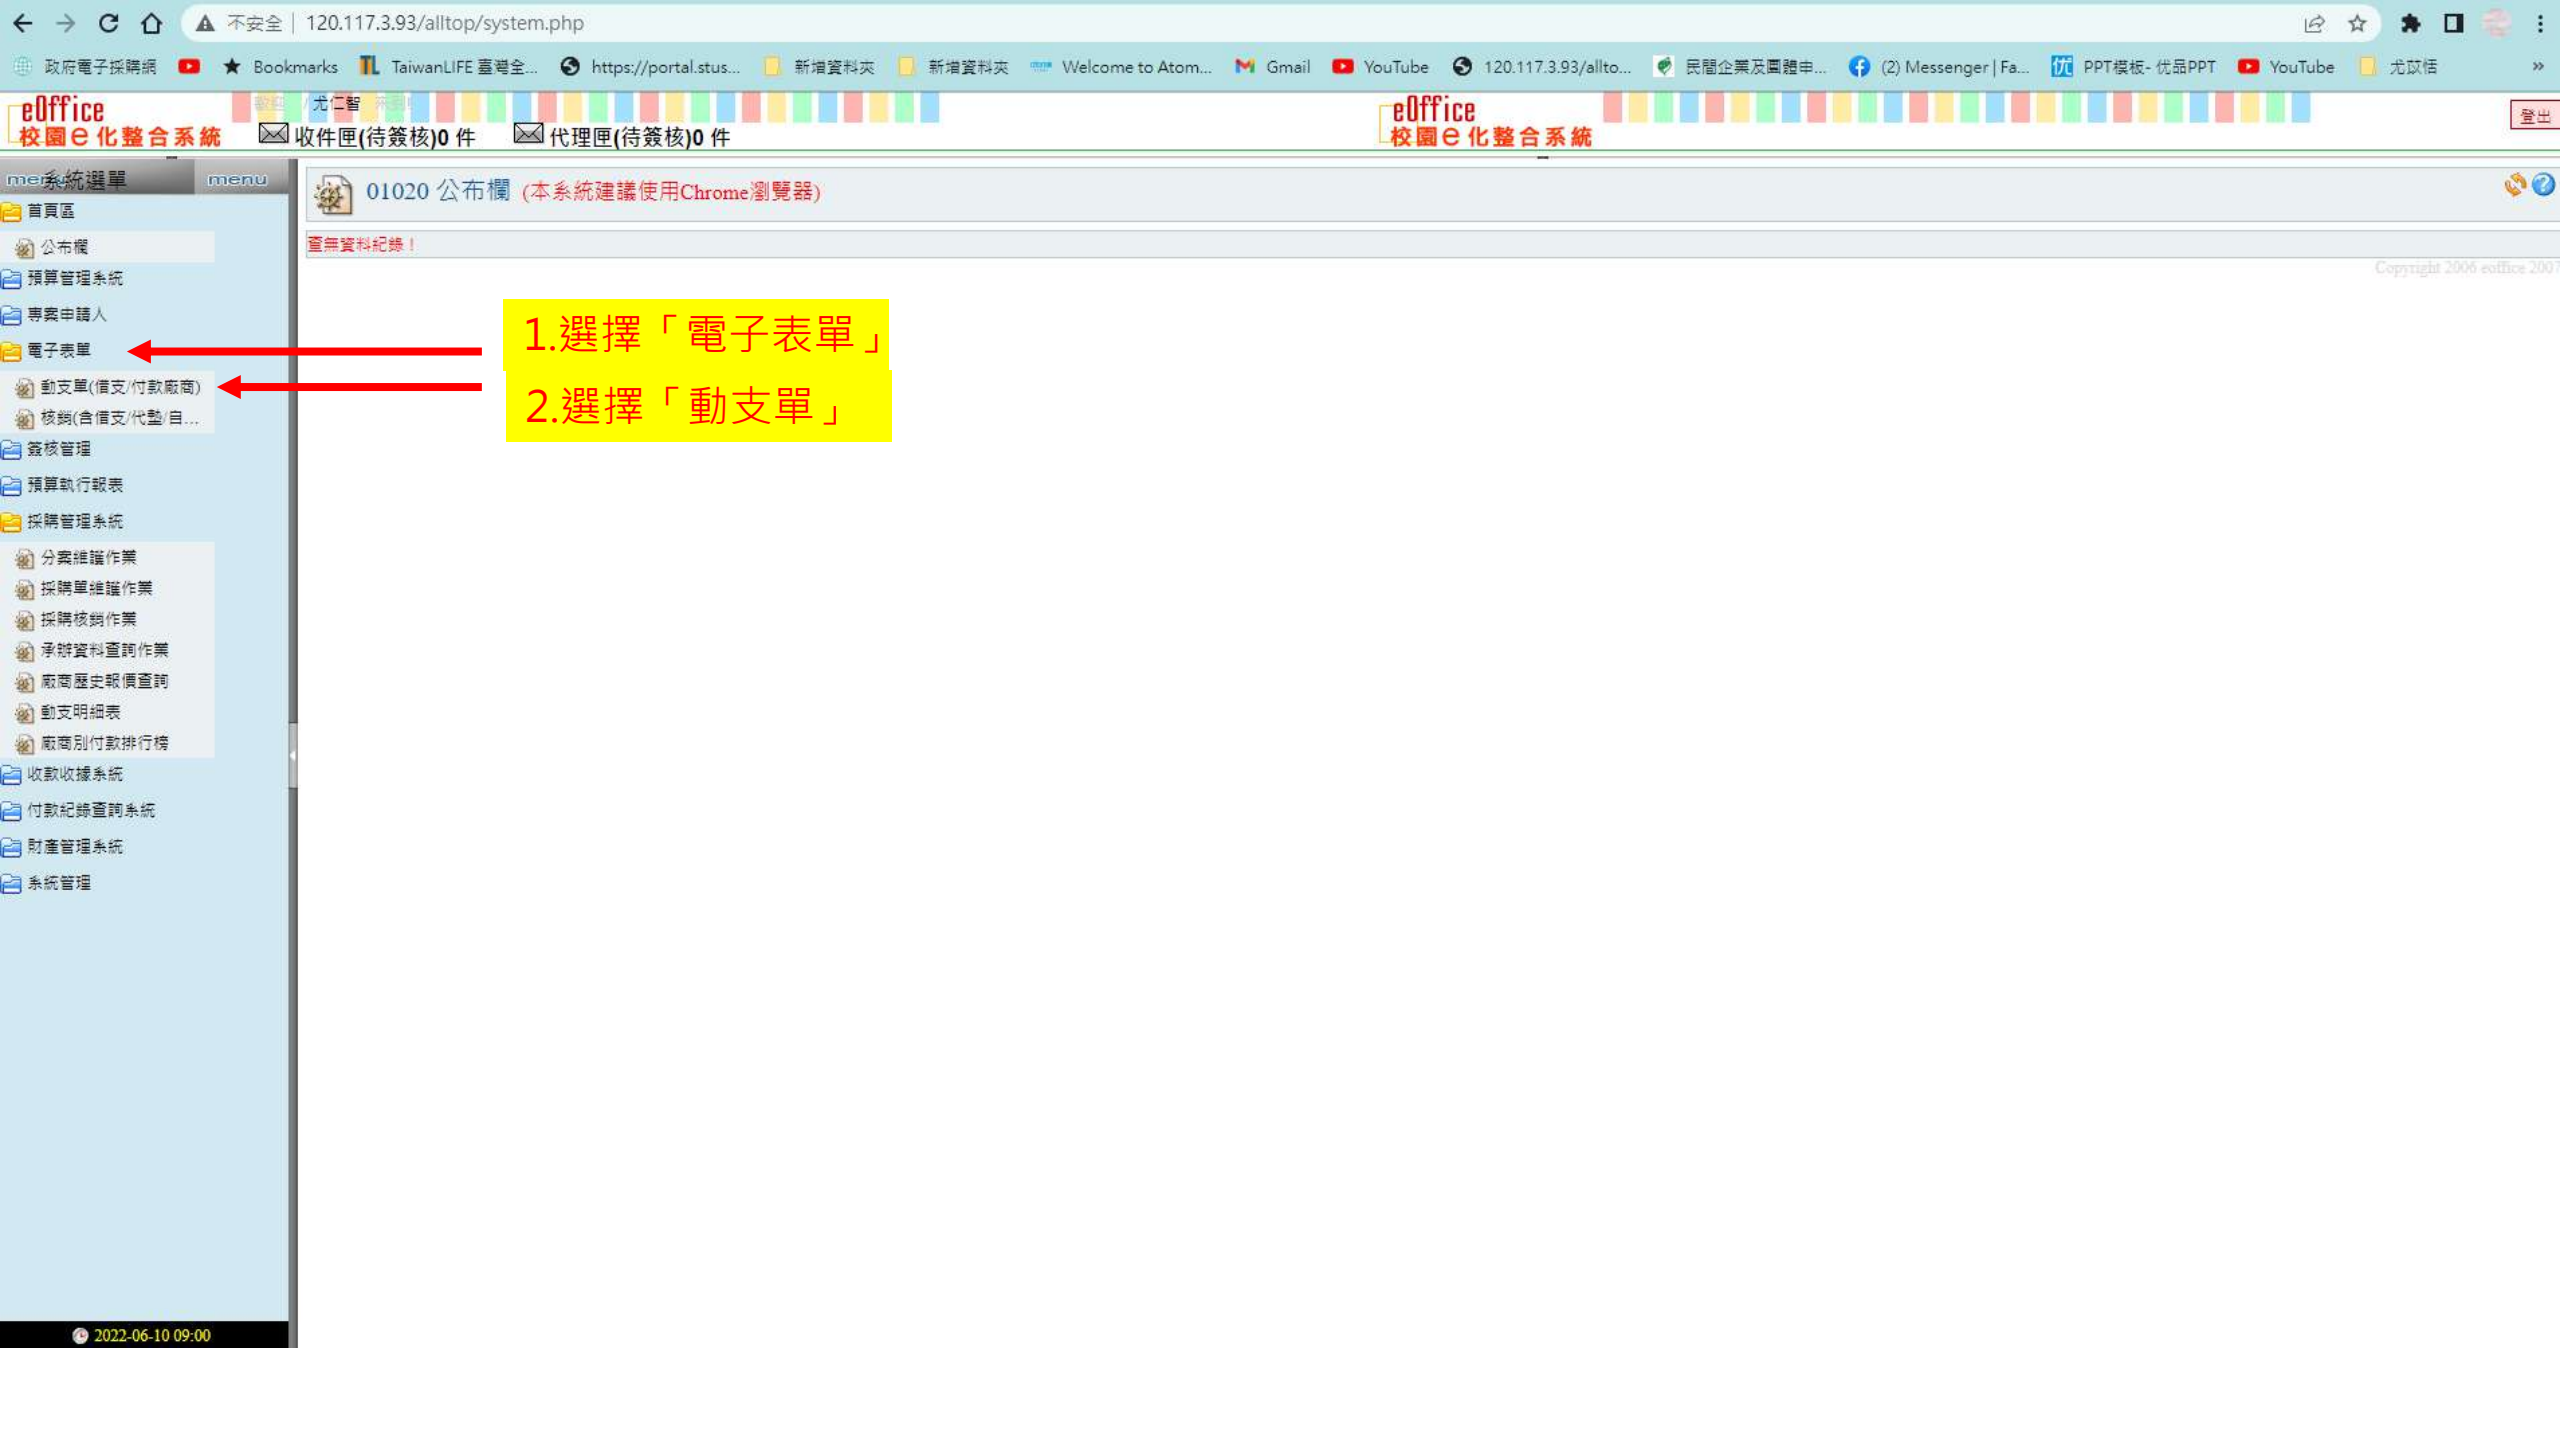 不安全 | 120.117.3.93/alltop/system.php
政府電子採購網 Bookmarks TaiwanLIFE 臺灣全... https://portal.stus... 新增資料夾 新增資料夾 Welcome to Atom... Gmail YouTube 120.117.3.93/allto... 民間企業及團體申... (2) Messenger | Fa... PPT模板- 优品PPT YouTube »
eOffice
校園e化整合系統
/ 尤仁智
收件匣(待簽核)0 件 代理匣(待簽核)0 件
eOffice
校園e化整合系統
登出
系統選單 menu
首頁區
公布欄
預算管理系統
專案申請人
電子表單
動支單(借支/付款廠商)
核銷(含借支/代墊/自...
簽核管理
預算執行報表
採購管理系統
分案維護作業
採購單維護作業
採購核銷作業
承辦資料查詢作業
廠商歷史報價查詢
動支明細表
廠商別付款排行榜
收款收據系統
付款紀錄查詢系統
財產管理系統
系統管理
2022-06-10 09:00
01020 公布欄 (本系統建議使用Chrome瀏覽器)
查無資料紀錄！
Copyright 2006 eoffice 2007
1.選擇「電子表單」
2.選擇「動支單」